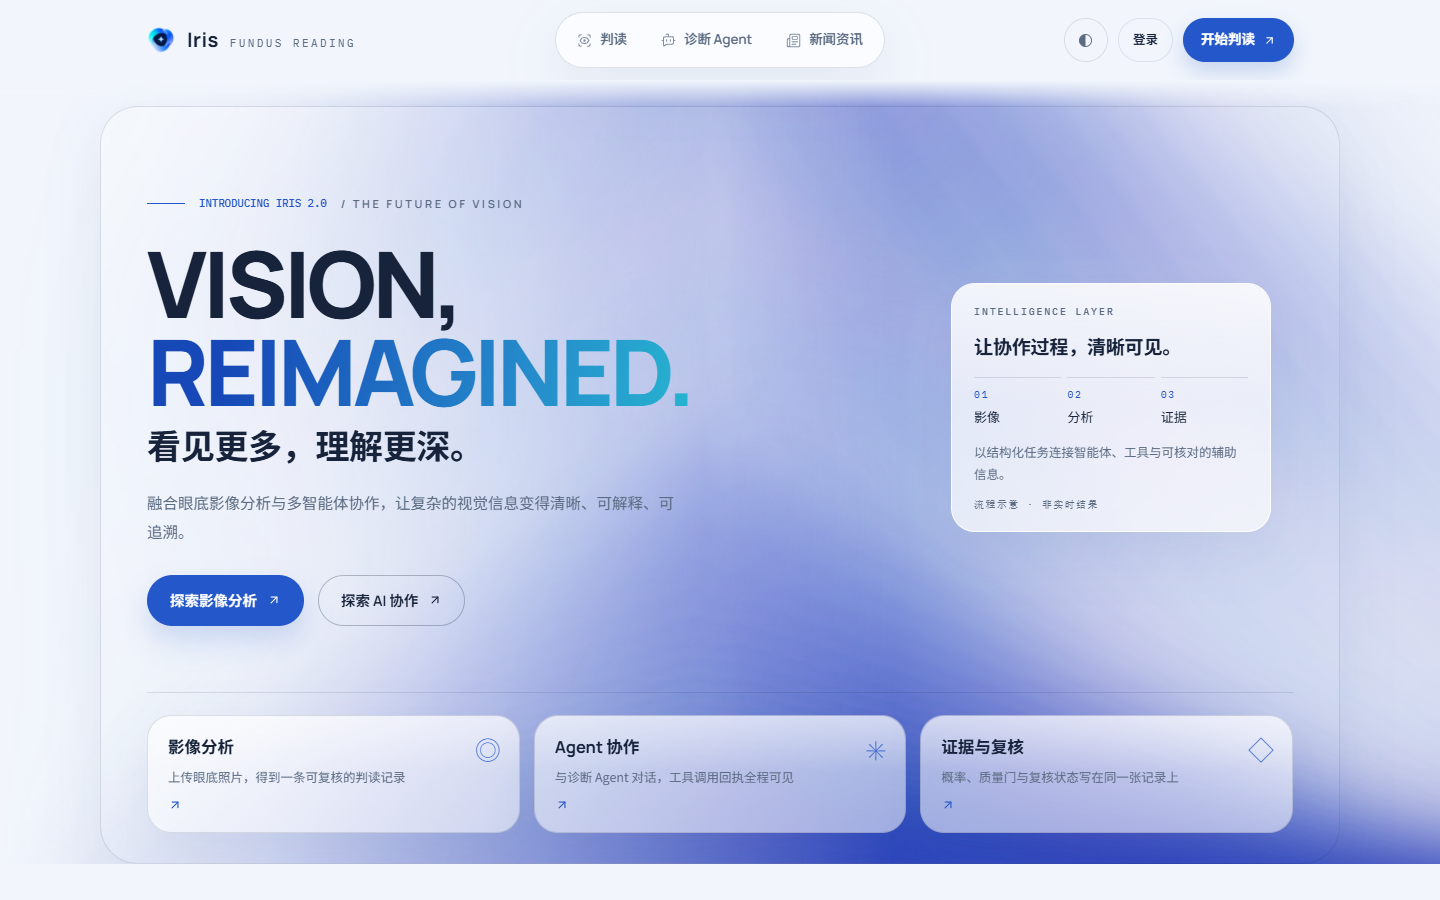 Iris FUNDUS READING
判读
诊断 Agent
新闻资讯
登录
开始判读
INTRODUCING IRIS 2.0 / THE FUTURE OF VISION
VISION,
REIMAGINED.
看见更多，理解更深。
融合眼底影像分析与多智能体协作，让复杂的视觉信息变得清晰、可解释、可
追溯。
探索影像分析
探索 AI 协作
INTELLIGENCE LAYER
让协作过程，清晰可见。
01 02 03
影像 分析 证据
以结构化任务连接智能体、工具与可核对的辅助
信息。
流程示意 · 非实时结果
影像分析
上传眼底照片，得到一条可复核的判读记录
Agent 协作
与诊断 Agent 对话，工具调用回执全程可见
证据与复核
概率、质量门与复核状态写在同一张记录上